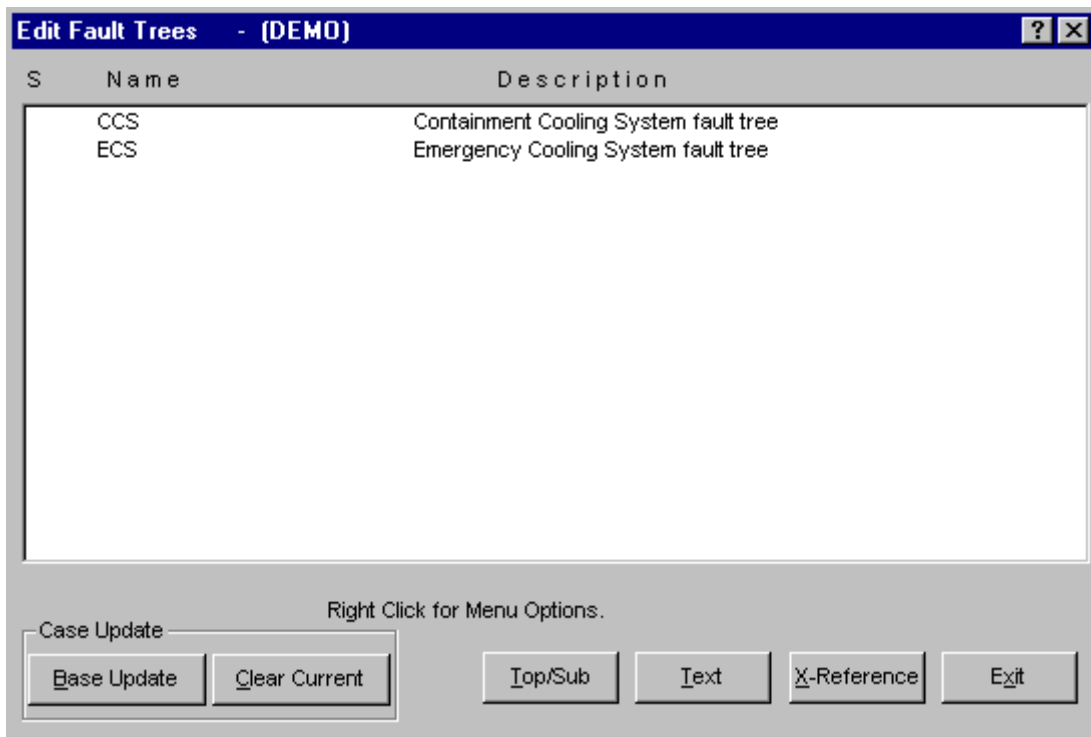 Edit Fault Trees - (DEMO)
S Name Description
CCS Containment Cooling System fault tree
ECS Emergency Cooling System fault tree
Right Click for Menu Options.
Case Update
Base Update Clear Current Top/Sub Text X-Reference Exit